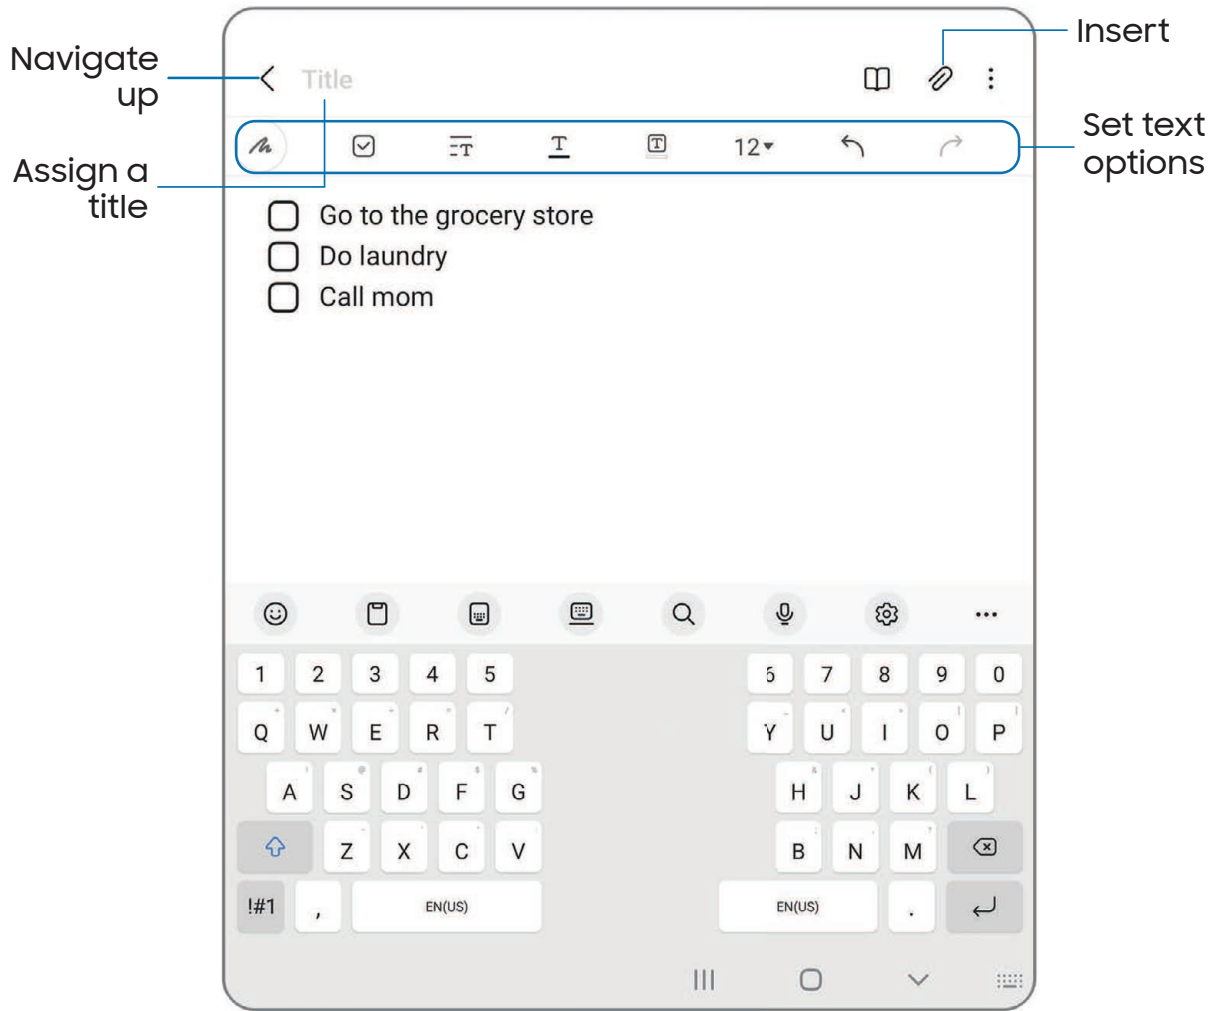 Navigate up
Insert
Title
Set text options
Assign a title
T T T 12
Go to the grocery store
Do laundry
Call mom
1 2 3 4 5 6 7 8 9 0
Q W E R T Y U I O P
A S D F G H J K L
Z X C V B N M
!#1 , EN(US) EN(US) .